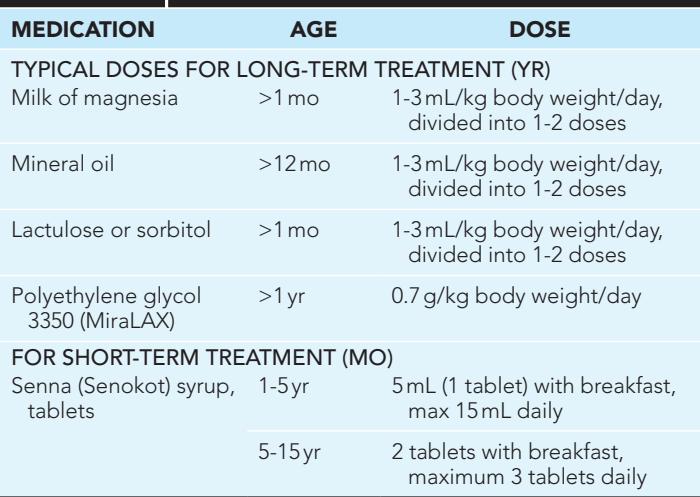 MEDICATION AGE DOSE
TYPICAL DOSES FOR LONG-TERM TREATMENT (YR)
Milk of magnesia >1 mo 1-3 mL/kg body weight/day,
divided into 1-2 doses
Mineral oil >12 mo 1-3 mL/kg body weight/day,
divided into 1-2 doses
Lactulose or sorbitol >1 mo 1-3 mL/kg body weight/day,
divided into 1-2 doses
Polyethylene glycol >1 yr 0.7 g/kg body weight/day
3350 (MiraLAX)
FOR SHORT-TERM TREATMENT (MO)
Senna (Senokot) syrup, 1-5 yr 5 mL (1 tablet) with breakfast,
tablets max 15 mL daily
5-15 yr 2 tablets with breakfast,
maximum 3 tablets daily